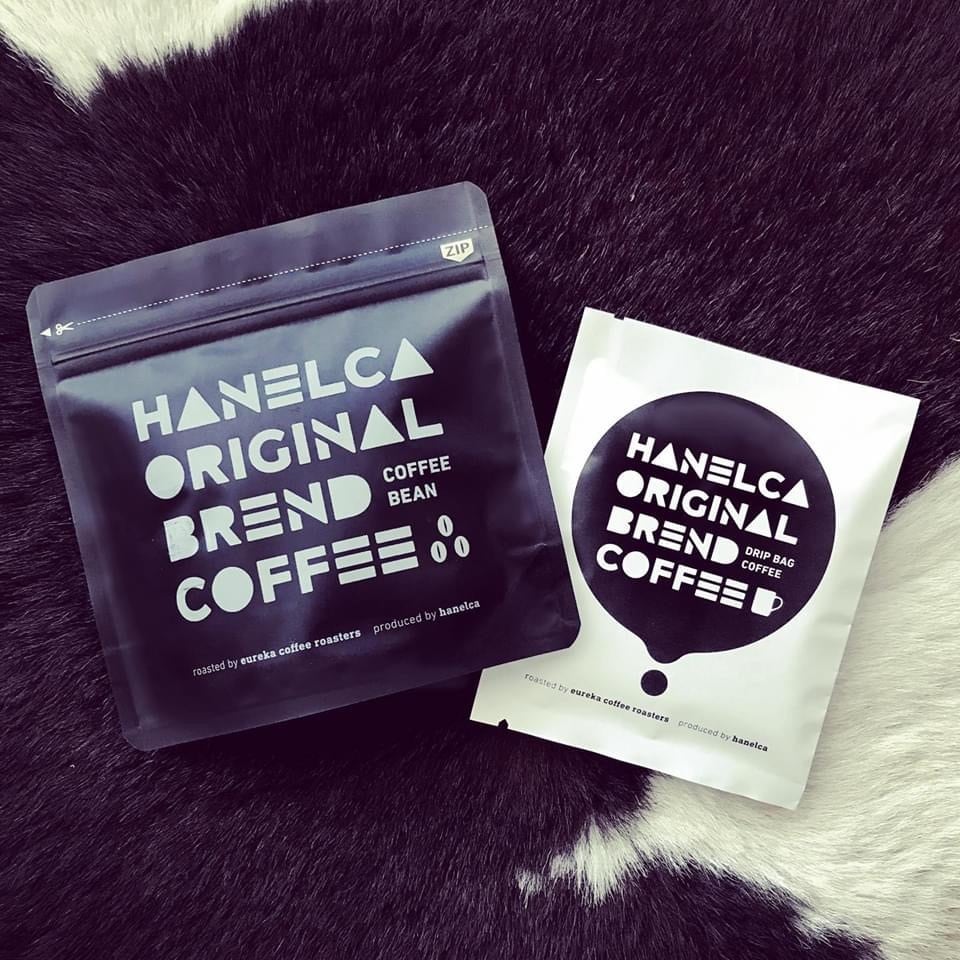 ZIP
HANELCA
ORIGINAL
BREND
COFFEE
BEAN
COFFEE
roasted by eureka coffee roasters produced by hanelca
HANELCA
ORIGINAL
BREND
DRIP BAG
COFFEE
COFFEE
roasted by eureka coffee roasters produced by hanelca